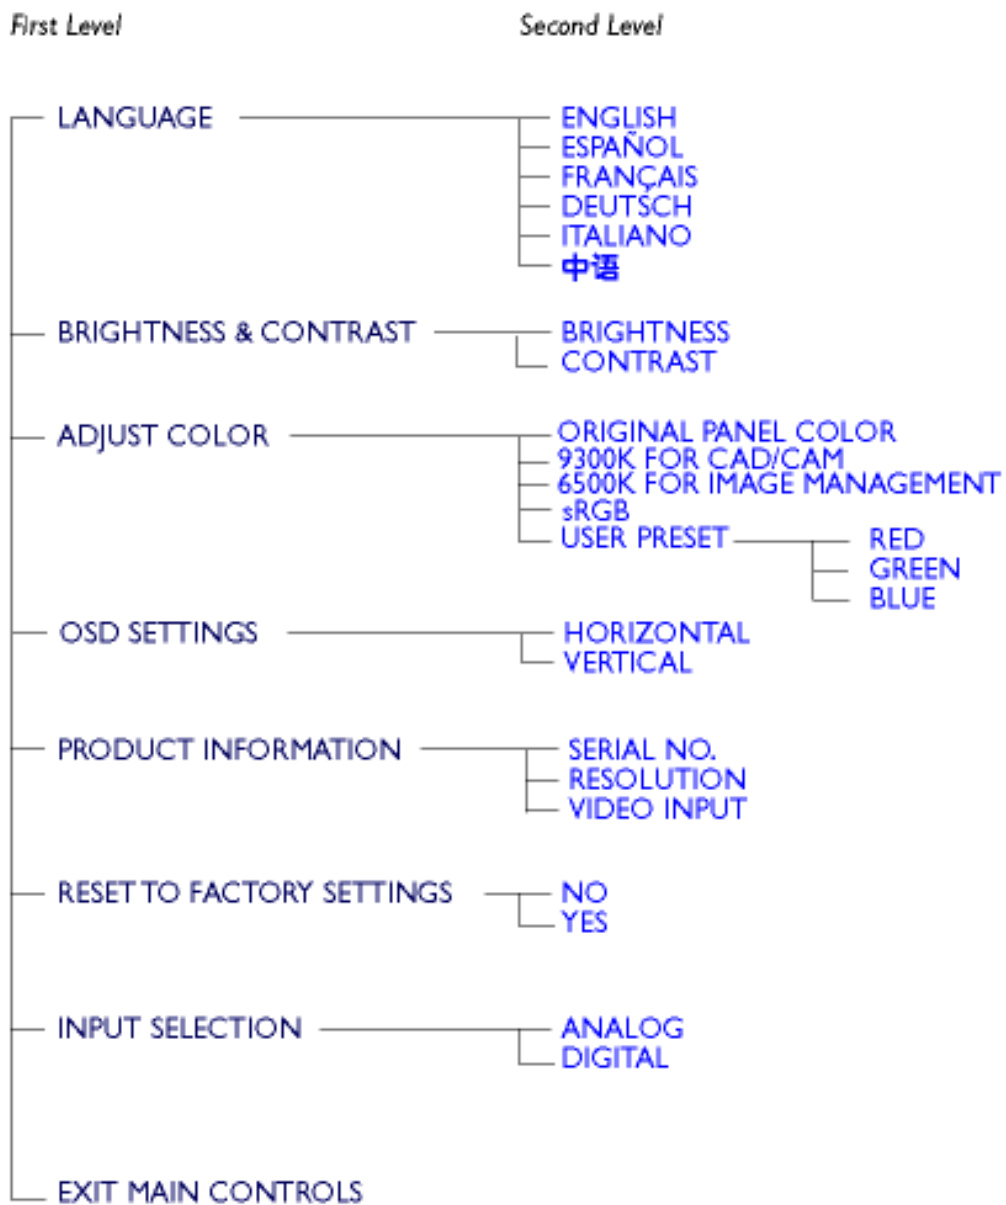 First Level Second Level
LANGUAGE ENGLISH
ESPAÑOL
FRANÇAIS
DEUTSCH
ITALIANO
中语
BRIGHTNESS & CONTRAST BRIGHTNESS
CONTRAST
ADJUST COLOR ORIGINAL PANEL COLOR
9300K FOR CAD/CAM
6500K FOR IMAGE MANAGEMENT
sRGB
USER PRESET RED
GREEN
BLUE
OSD SETTINGS HORIZONTAL
VERTICAL
PRODUCT INFORMATION SERIAL NO.
RESOLUTION
VIDEO INPUT
RESET TO FACTORY SETTINGS NO
YES
INPUT SELECTION ANALOG
DIGITAL
EXIT MAIN CONTROLS